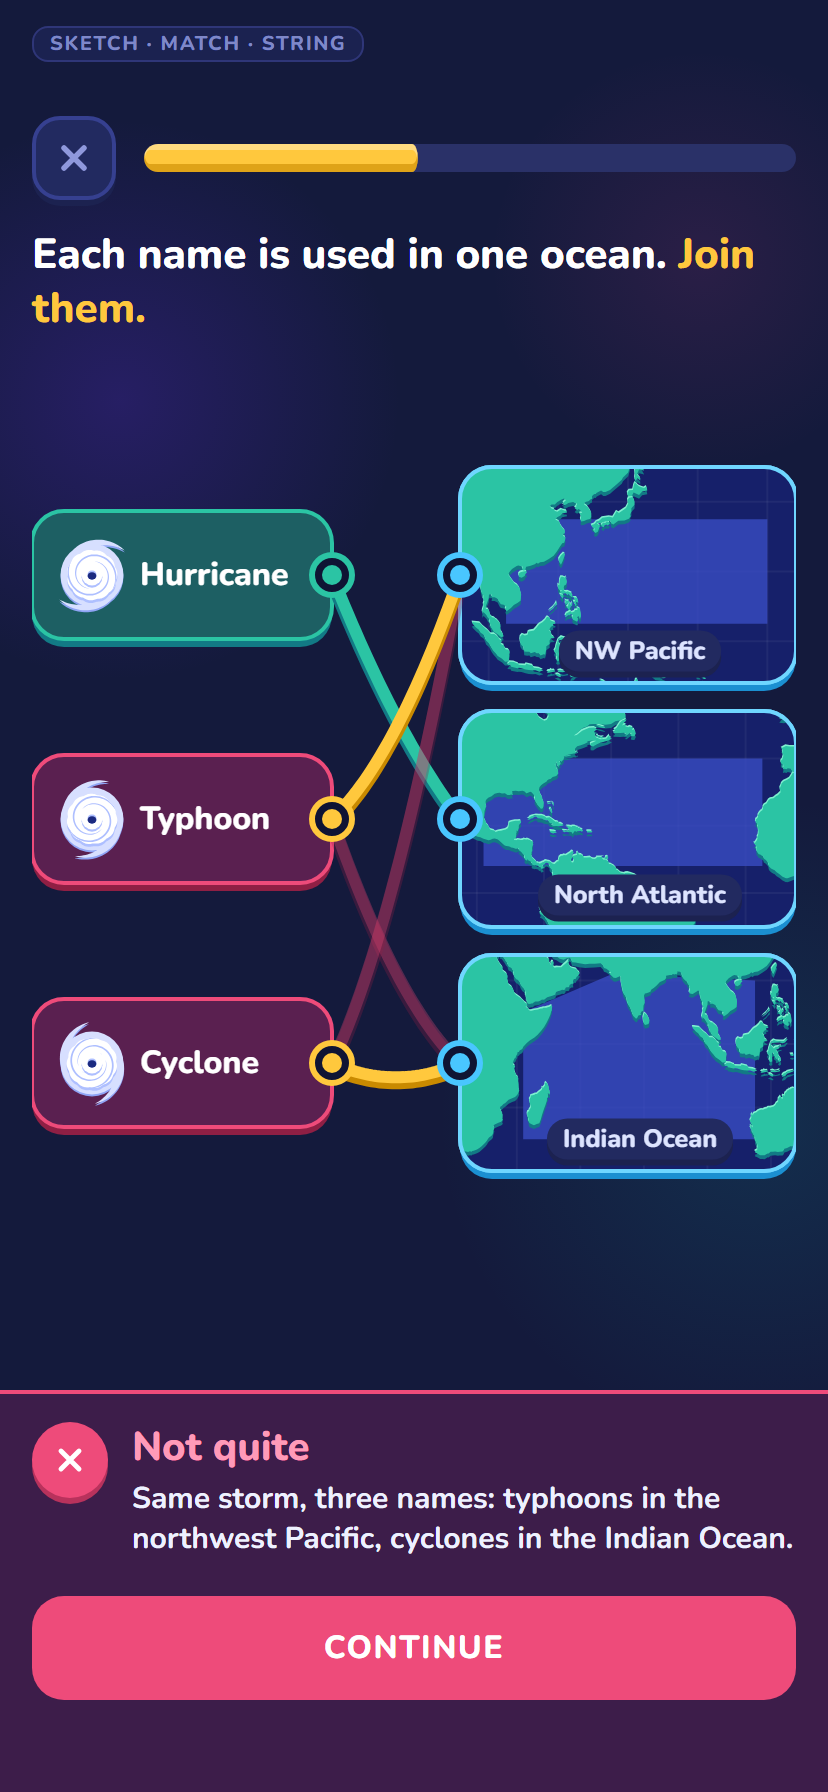 SKETCH · MATCH · STRING
Each name is used in one ocean. Join
them.
Hurricane
NW Pacific
Typhoon
North Atlantic
Cyclone
Indian Ocean
Not quite
Same storm, three names: typhoons in the
northwest Pacific, cyclones in the Indian Ocean.
CONTINUE